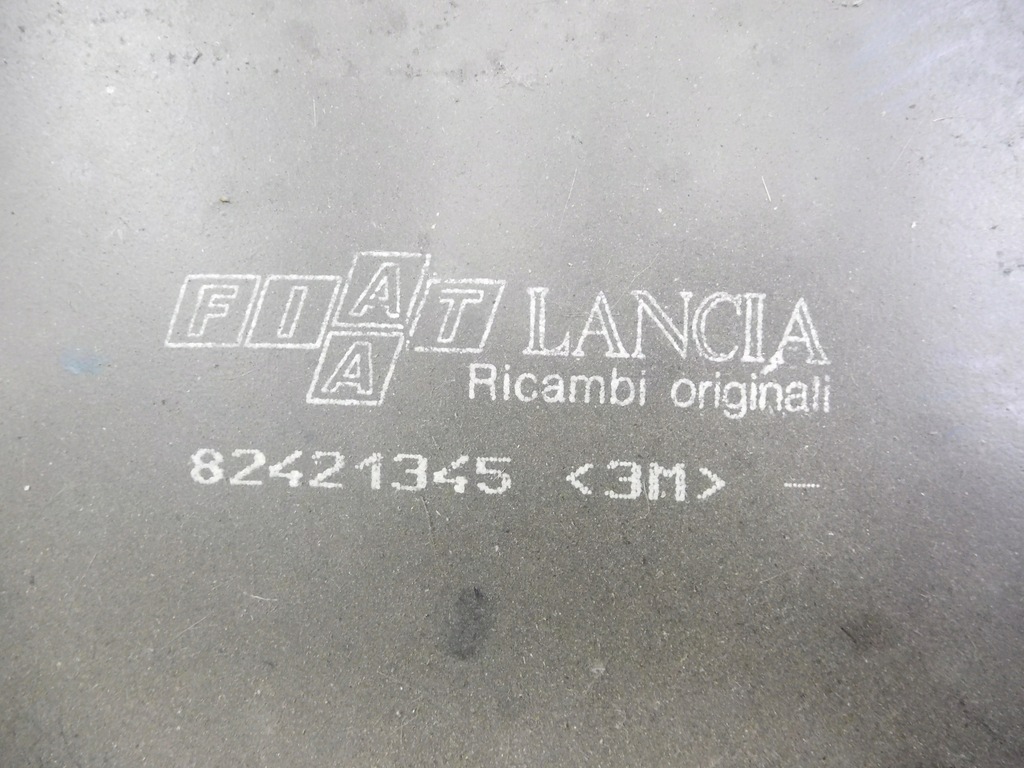 FIAT LANCIA
A
Ricambi originali
82421345 <3M> -